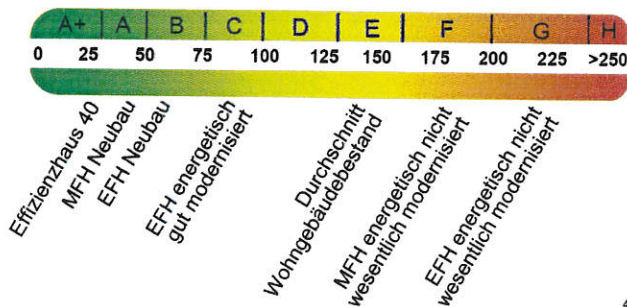 A+ A B C D E F G H
0 25 50 75 100 125 150 175 200 225 >250
Effizienzhaus 40
MFH Neubau
EFH Neubau
EFH energetisch
gut modernisiert
Durchschnitt
Wohngebäudebestand
MFH energetisch nicht
wesentlich modernisiert
EFH energetisch nicht
wesentlich modernisiert